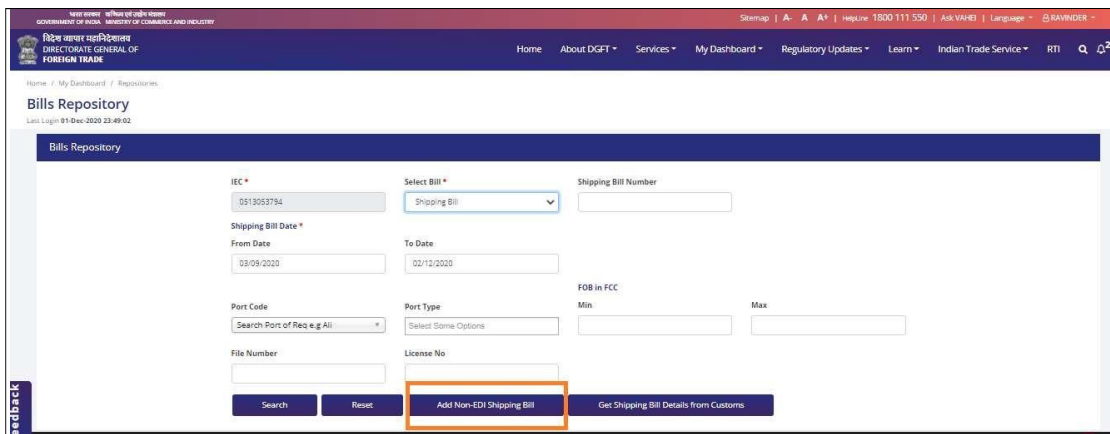 भारत सरकार वाणिज्य एवं उद्योग मंत्रालय
GOVERNMENT OF INDIA MINISTRY OF COMMERCE AND INDUSTRY
Sitemap | A- A A+ | HELPLINE 1800 111 550 | Ask VAHEI | Language RAVINDER
विदेश व्यापार महानिदेशालय
DIRECTORATE GENERAL OF
FOREIGN TRADE
Home About DGFT Services My Dashboard Regulatory Updates Learn Indian Trade Service RTI 2
Home / My Dashboard / Repositories
Bills Repository
Last Login 01-Dec-2020 23:49:02
Bills Repository
IEC * Select Bill * Shipping Bill Number
0513053794 Shipping Bill
Shipping Bill Date *
From Date To Date
03/09/2020 02/12/2020
FOB in FCC
Port Code Port Type Min Max
Search Port of Req e.g Ali Select Some Options
File Number License No
Search Reset Add Non-EDI Shipping Bill Get Shipping Bill Details from Customs
eedback